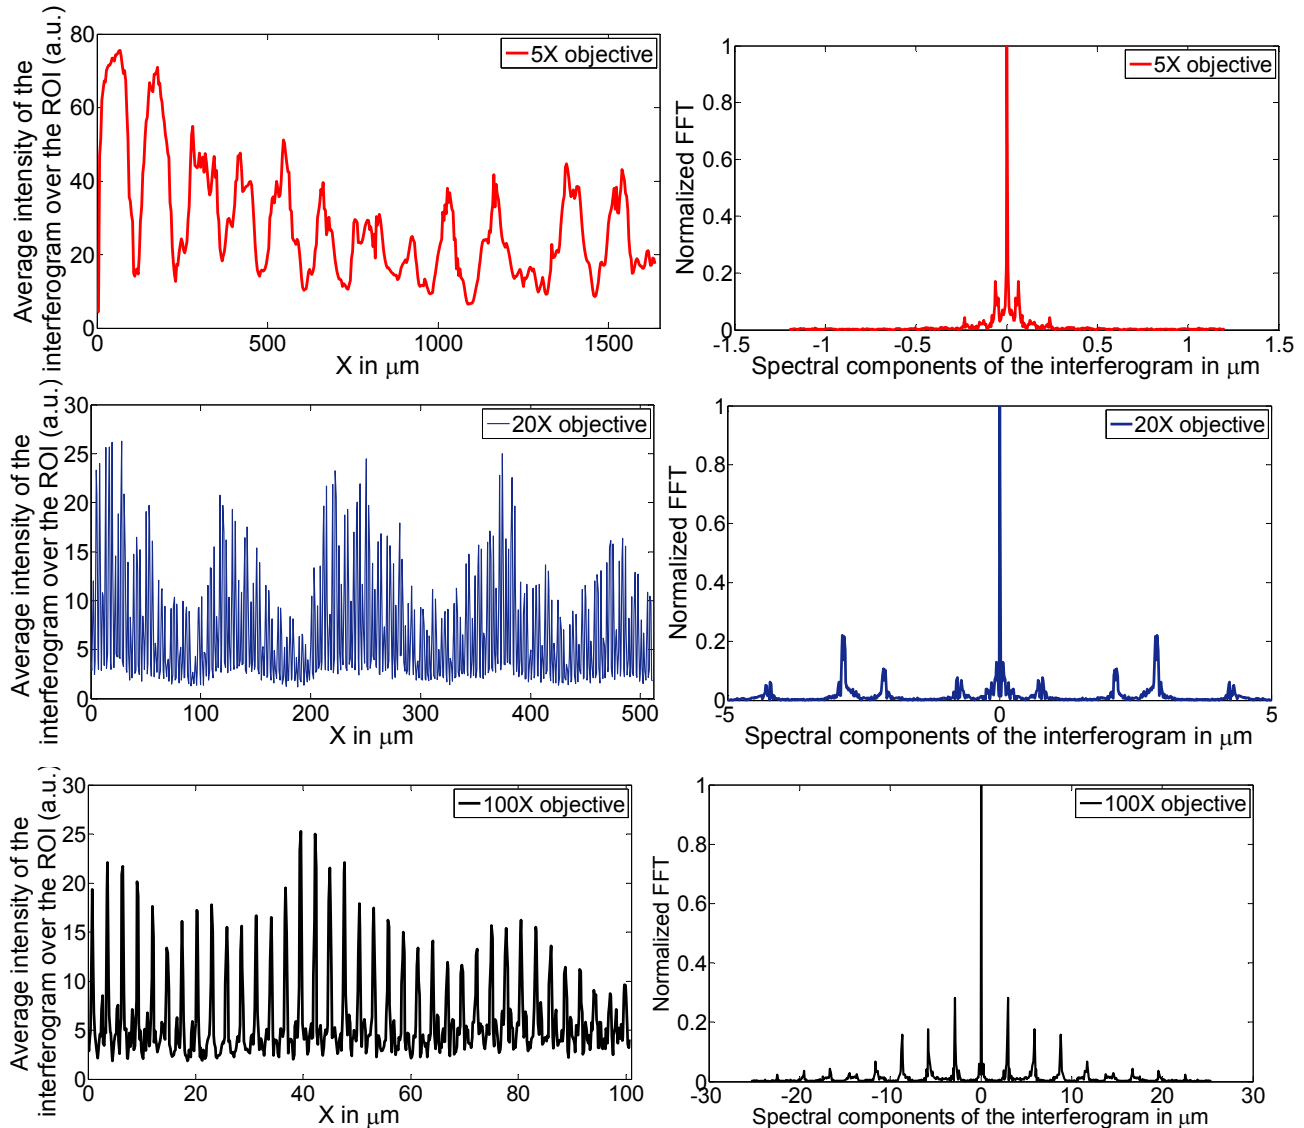 Average intensity of the
interferogram over the ROI (a.u.)
80
60
40
20
0
0 500 1000 1500
X in μm
5X objective
Normalized FFT
1
0.8
0.6
0.4
0.2
0
-1.5 -1 -0.5 0 0.5 1 1.5
Spectral components of the interferogram in μm
5X objective
Average intensity of the
interferogram over the ROI (a.u.)
30
25
20
15
10
5
0
0 100 200 300 400 500
X in μm
20X objective
Normalized FFT
1
0.8
0.6
0.4
0.2
0
-5 0 5
Spectral components of the interferogram in μm
20X objective
Average intensity of the
interferogram over the ROI (a.u.)
30
25
20
15
10
5
0
0 20 40 60 80 100
X in μm
100X objective
Normalized FFT
1
0.8
0.6
0.4
0.2
0
-30 -20 -10 0 10 20 30
Spectral components of the interferogram in μm
100X objective